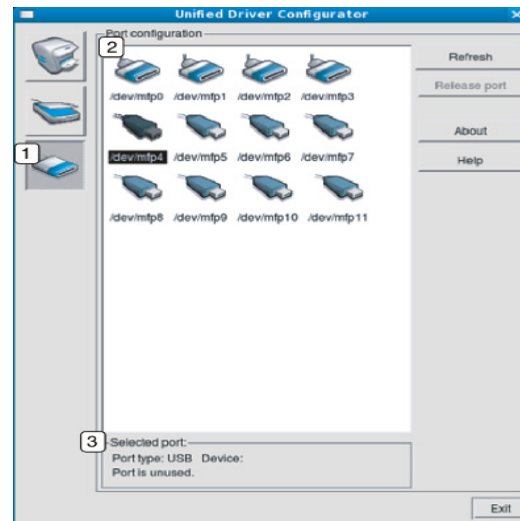 Unified Driver Configurator
Port configuration
1
2
/dev/mfp0 /dev/mfp1 /dev/mfp2 /dev/mfp3
/dev/mfp4 /dev/mfp5 /dev/mfp6 /dev/mfp7
/dev/mfp8 /dev/mfp9 /dev/mfp10 /dev/mfp11
Refresh
Release port
About
Help
3
Selected port:
Port type: USB Device:
Port is unused.
Exit